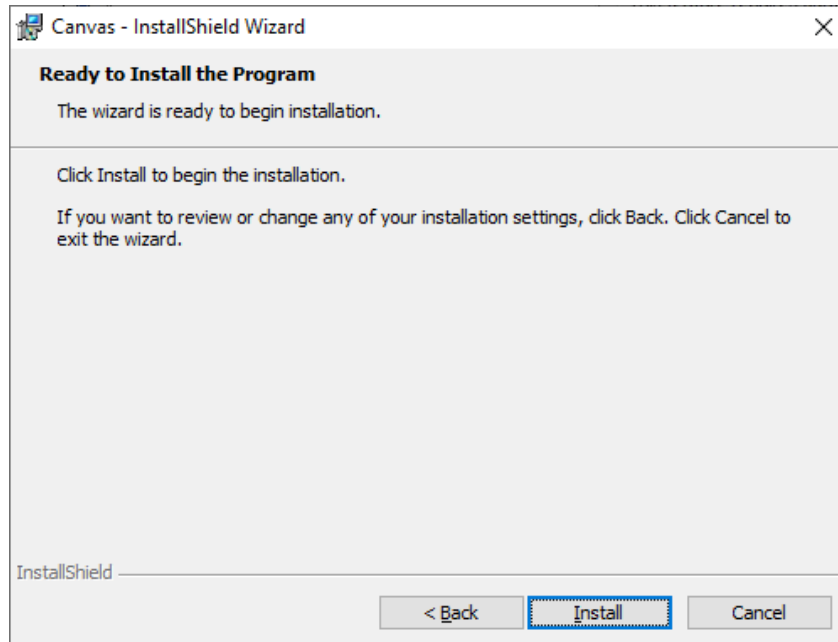 Canvas - InstallShield Wizard
Ready to Install the Program
The wizard is ready to begin installation.
Click Install to begin the installation.
If you want to review or change any of your installation settings, click Back. Click Cancel to
exit the wizard.
InstallShield
< Back
Install
Cancel